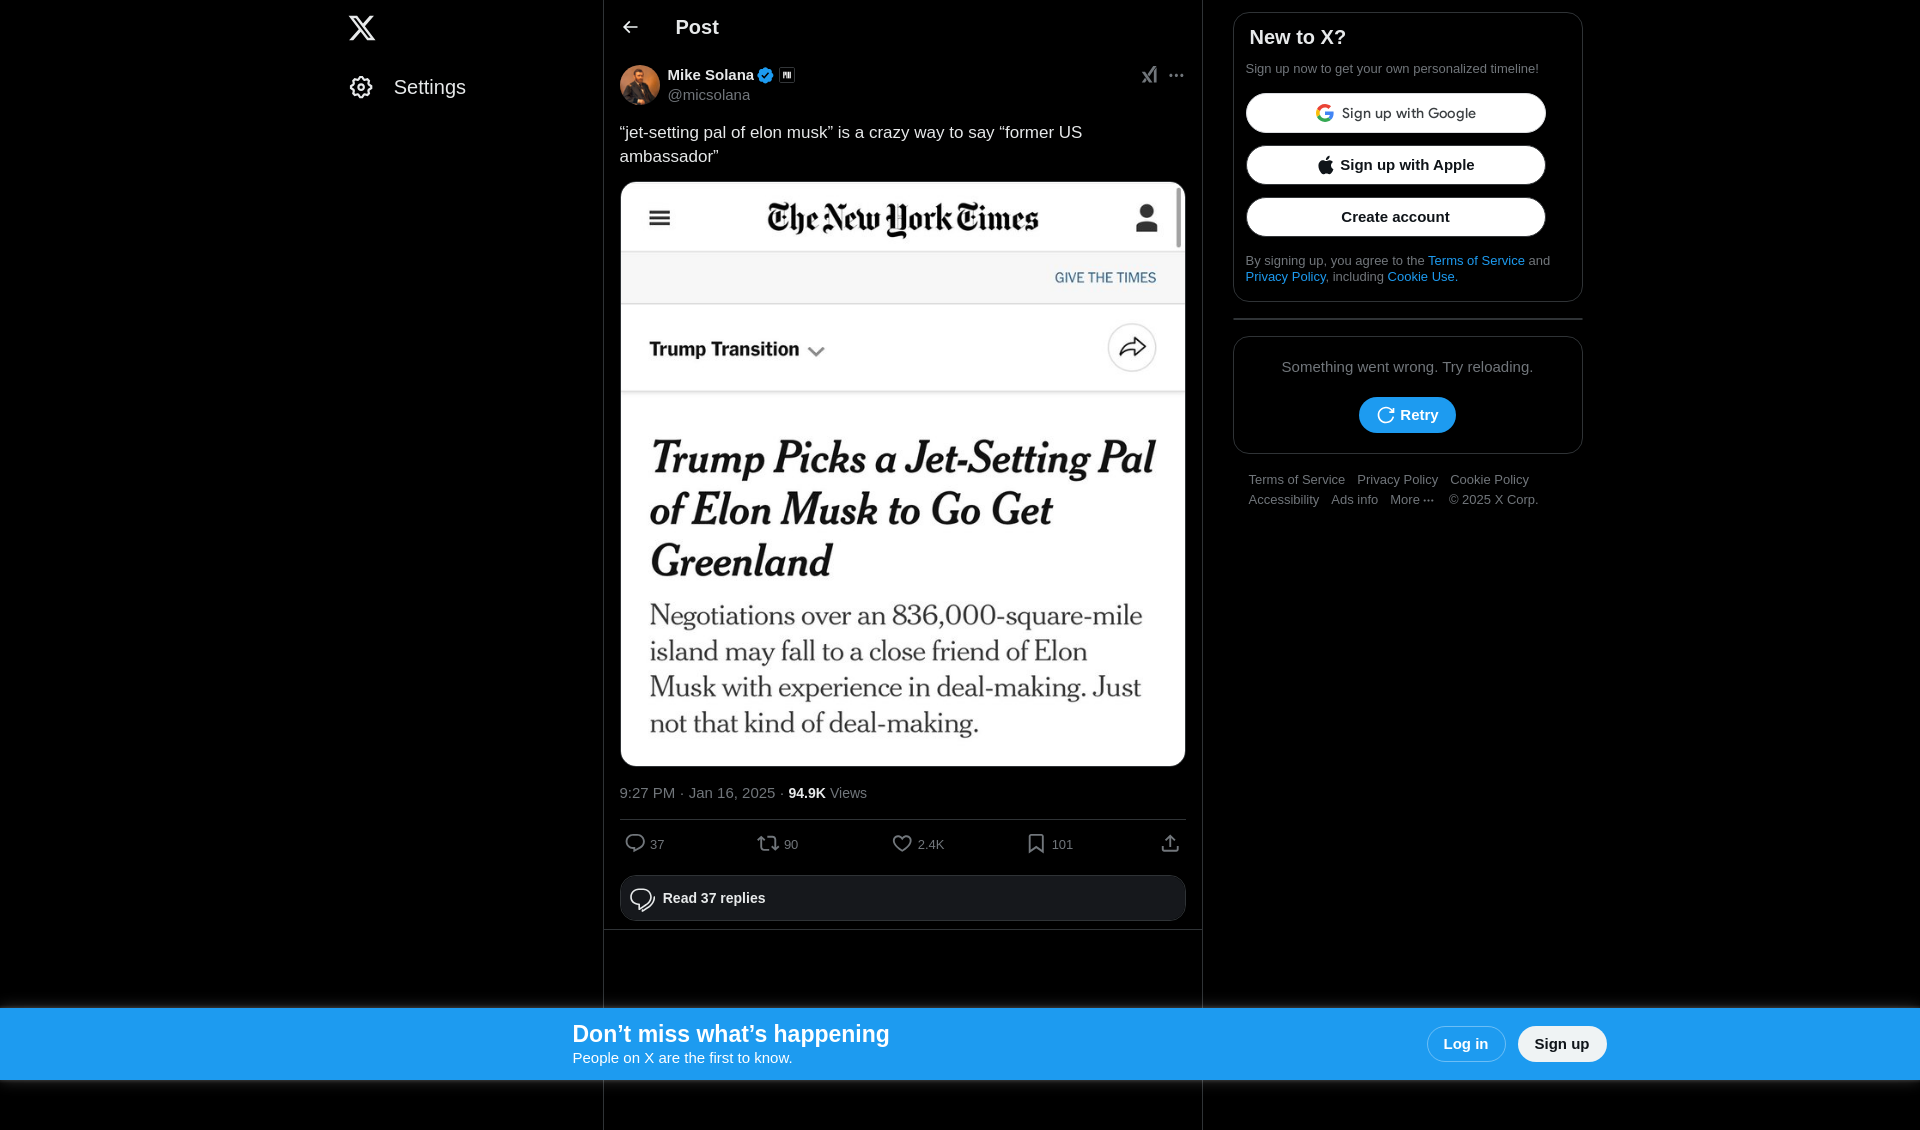 Settings
Post
Mike Solana
@micsolana
“jet-setting pal of elon musk” is a crazy way to say “former US
ambassador”
The New York Times
GIVE THE TIMES
Trump Transition
Trump Picks a Jet-Setting Pal
of Elon Musk to Go Get
Greenland
Negotiations over an 836,000-square-mile
island may fall to a close friend of Elon
Musk with experience in deal-making. Just
not that kind of deal-making.
9:27 PM · Jan 16, 2025 · 94.9K Views
37 90 2.4K 101
Read 37 replies
New to X?
Sign up now to get your own personalized timeline!
Sign up with Google
Sign up with Apple
Create account
By signing up, you agree to the Terms of Service and
Privacy Policy, including Cookie Use.
Something went wrong. Try reloading.
Retry
Terms of Service Privacy Policy Cookie Policy
Accessibility Ads info More ··· © 2025 X Corp.
Don’t miss what’s happening
People on X are the first to know.
Log in
Sign up